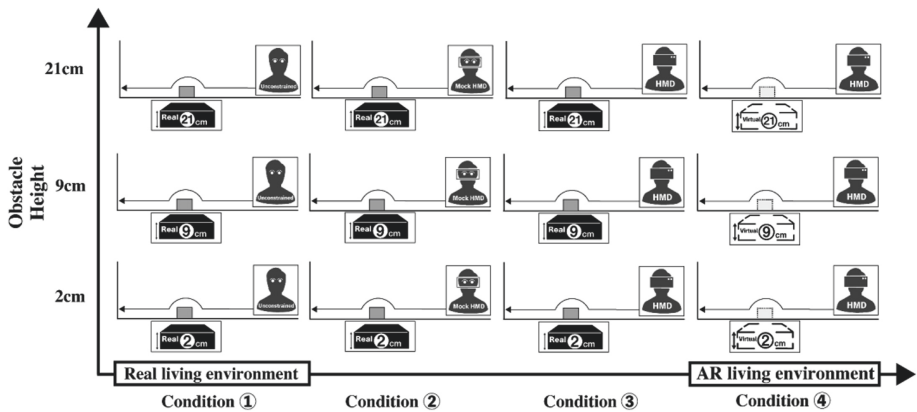 Obstacle
Height
21cm
Unconstrained
Real 21 cm
Mock HMD
Real 21 cm
HMD
Real 21 cm
HMD
Virtual 21 cm
9cm
Unconstrained
Real 9 cm
Mock HMD
Real 9 cm
HMD
Real 9 cm
HMD
Virtual 9 cm
2cm
Unconstrained
Real 2 cm
Mock HMD
Real 2 cm
HMD
Real 2 cm
HMD
Virtual 2 cm
Real living environment
AR living environment
Condition ①
Condition ②
Condition ③
Condition ④